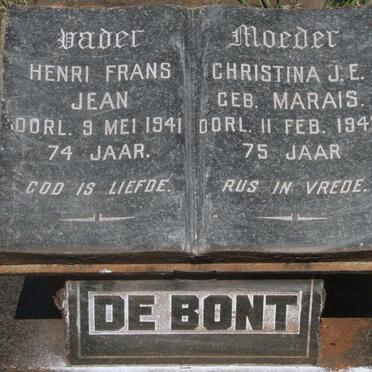 Vader
HENRI FRANS
JEAN
OORL. 9 MEI 1941
74 JAAR.
GOD IS LIEFDE.
Moeder
CHRISTINA J.E.
GEB. MARAIS.
OORL. 11 FEB.
75 JAAR
RUS IN VREDE.
DE BONT